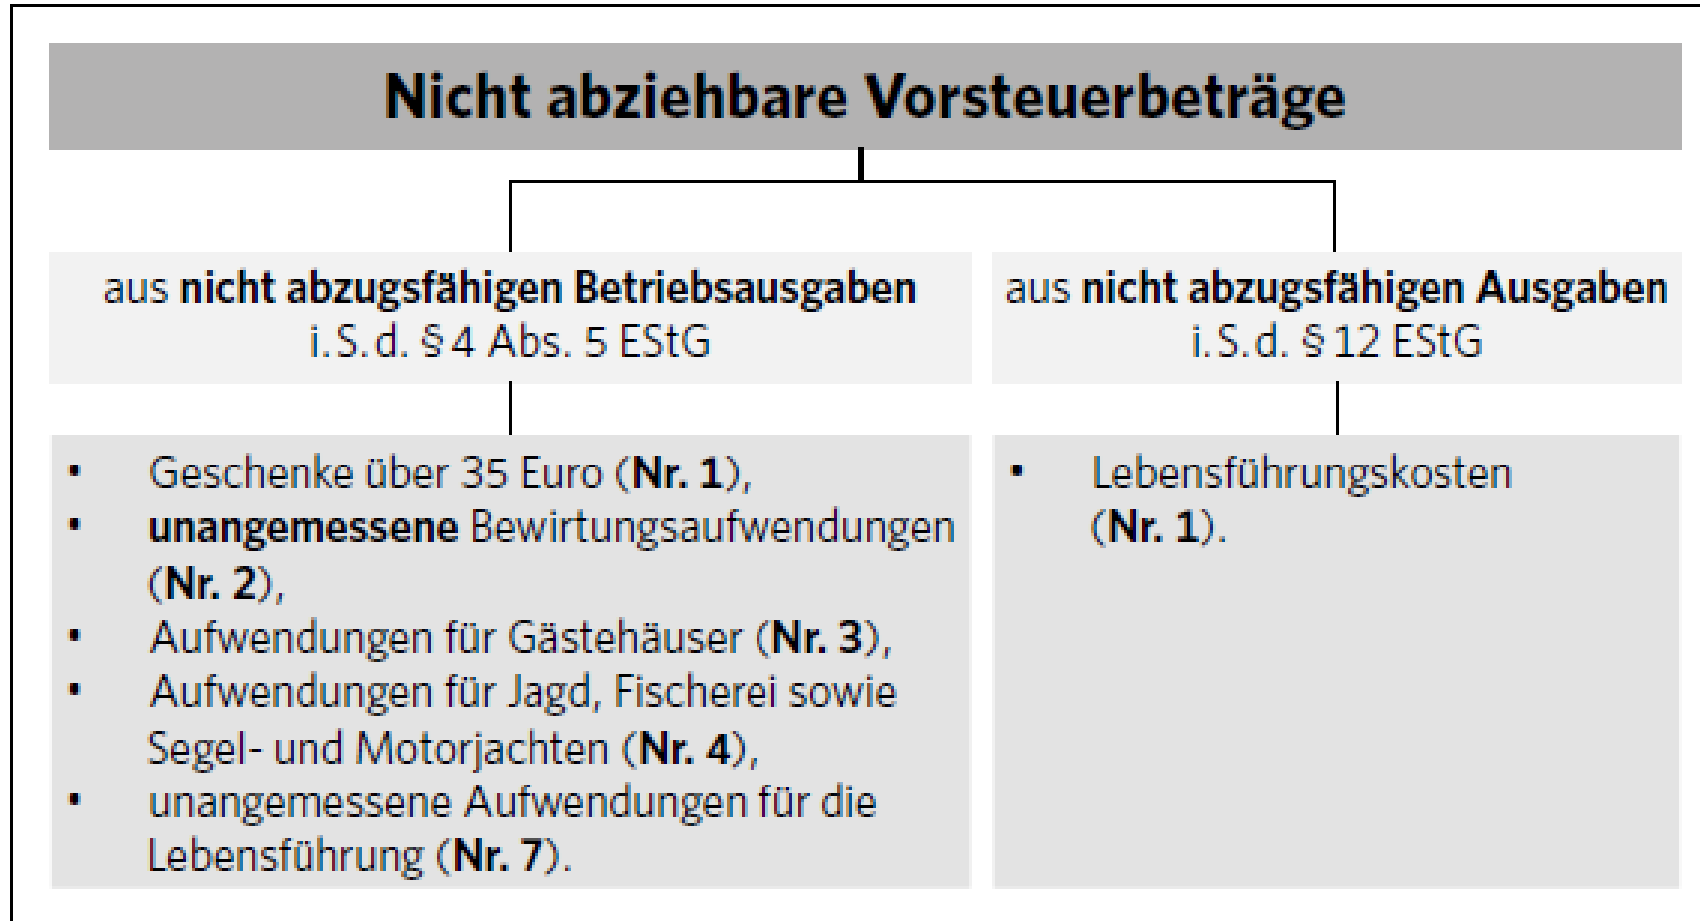 Nicht abziehbare Vorsteuerbeträge
aus nicht abzugsfähigen Betriebsausgaben
i.S.d. § 4 Abs. 5 EStG
aus nicht abzugsfähigen Ausgaben
i.S.d. § 12 EStG
• Geschenke über 35 Euro (Nr. 1),
• unangemessene Bewirtungsaufwendungen
(Nr. 2),
• Aufwendungen für Gästehäuser (Nr. 3),
• Aufwendungen für Jagd, Fischerei sowie
Segel- und Motorjachten (Nr. 4),
• unangemessene Aufwendungen für die
Lebensführung (Nr. 7).
• Lebensführungskosten
(Nr. 1).